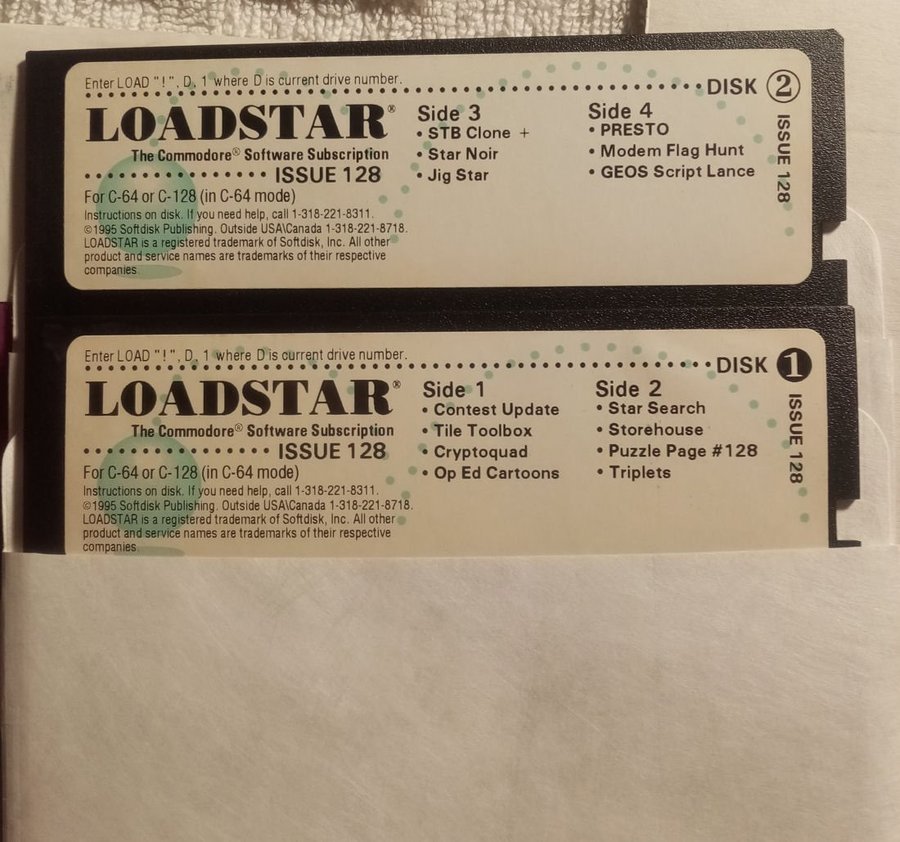 Enter LOAD "!", D, 1 where D is current drive number.
DISK 2
LOADSTAR®
The Commodore® Software Subscription
ISSUE 128
For C-64 or C-128 (in C-64 mode)
Instructions on disk. If you need help, call 1-318-221-8311.
©1995 Softdisk Publishing. Outside USA\Canada 1-318-221-8718.
LOADSTAR is a registered trademark of Softdisk, Inc. All other
product and service names are trademarks of their respective
companies
Side 3
• STB Clone +
• Star Noir
• Jig Star
Side 4
• PRESTO
• Modem Flag Hunt
• GEOS Script Lance
ISSUE 128
Enter LOAD "!", D, 1 where D is current drive number.
DISK 1
LOADSTAR®
The Commodore® Software Subscription
ISSUE 128
For C-64 or C-128 (in C-64 mode)
Instructions on disk. If you need help, call 1-318-221-8311.
©1995 Softdisk Publishing. Outside USA\Canada 1-318-221-8718.
LOADSTAR is a registered trademark of Softdisk, Inc. All other
product and service names are trademarks of their respective
companies
Side 1
• Contest Update
• Tile Toolbox
• Cryptoquad
• Op Ed Cartoons
Side 2
• Star Search
• Storehouse
• Puzzle Page #128
• Triplets
ISSUE 128